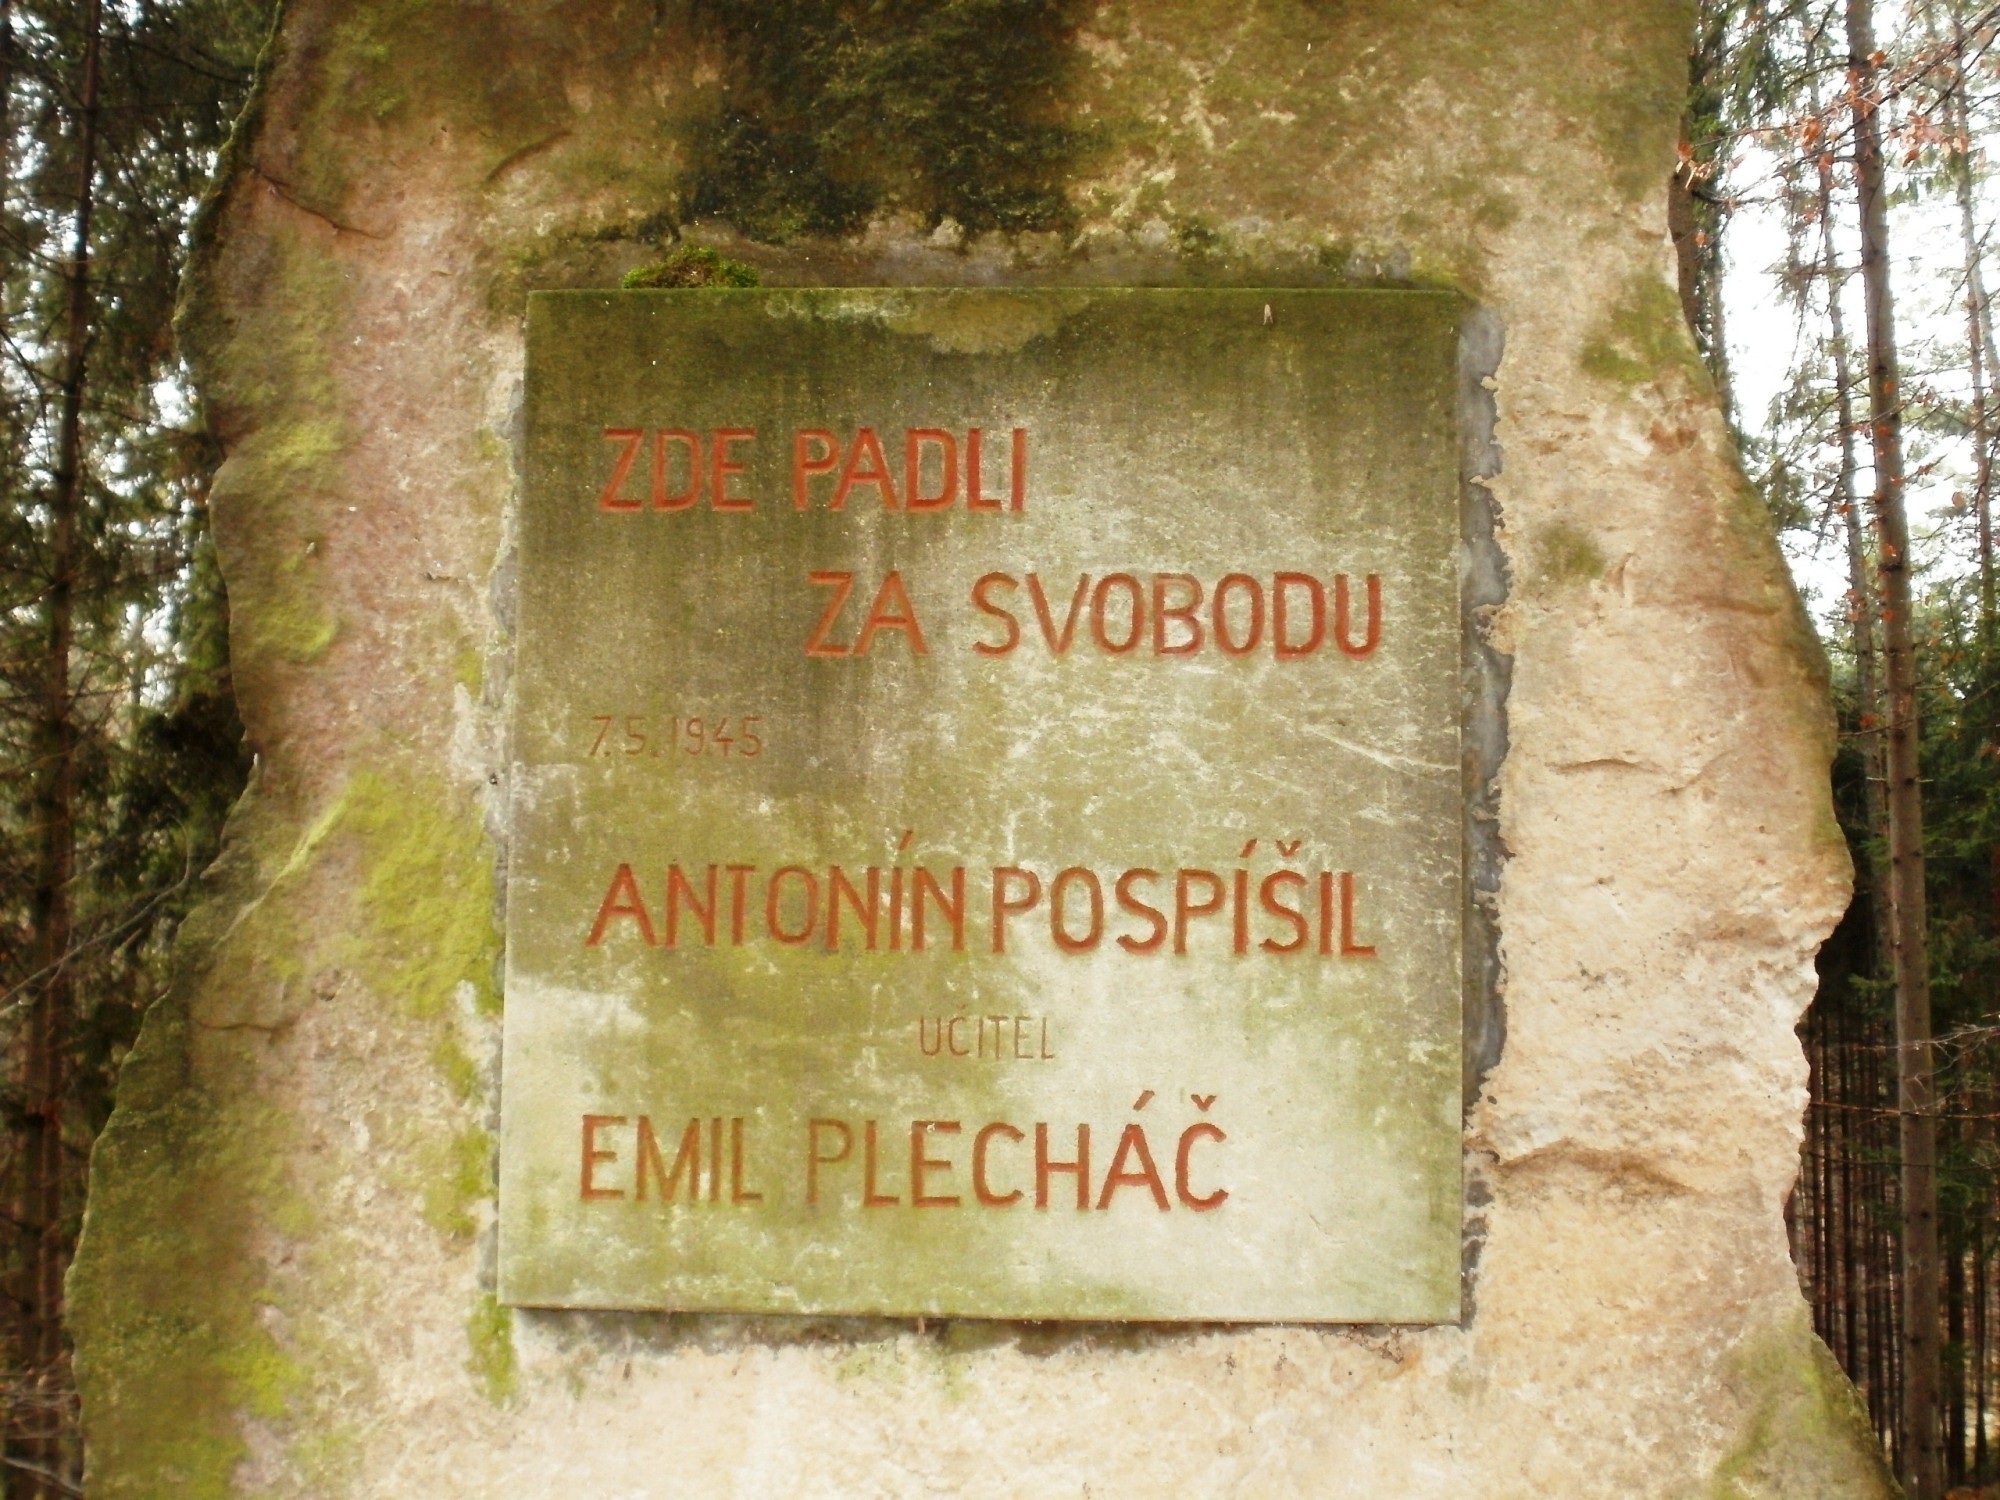 ZDE PADLI
ZA SVOBODU
7.5.1945
ANTONÍN POSPÍŠIL
UČITEL
EMIL PLECHÁČ